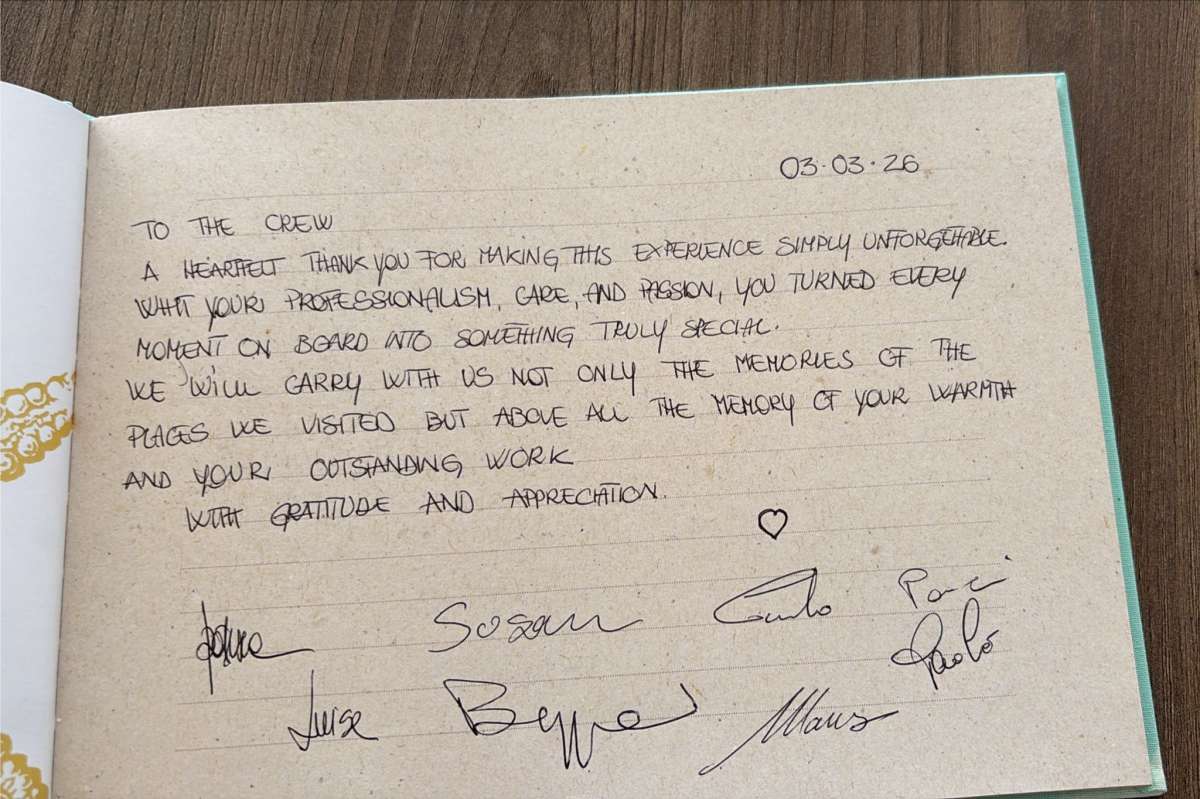 03.03.26
TO THE CREW
A HEARTFELT THANK YOU FOR MAKING THIS EXPERIENCE SIMPLY UNFORGETTABLE.
WHIT YOUR PROFESSIONALISM, CARE, AND PASSION, YOU TURNED EVERY
MOMENT ON BOARD INTO SOMETHING TRULY SPECIAL.
WE WILL CARRY WITH US NOT ONLY THE MEMORIES OF THE
PLACES WE VISITED BUT ABOVE ALL THE MEMORY OF YOUR WARMTH
AND YOUR OUTSTANDING WORK
WITH GRATITUDE AND APPRECIATION.
Susan
Paolo
Luise Beppe